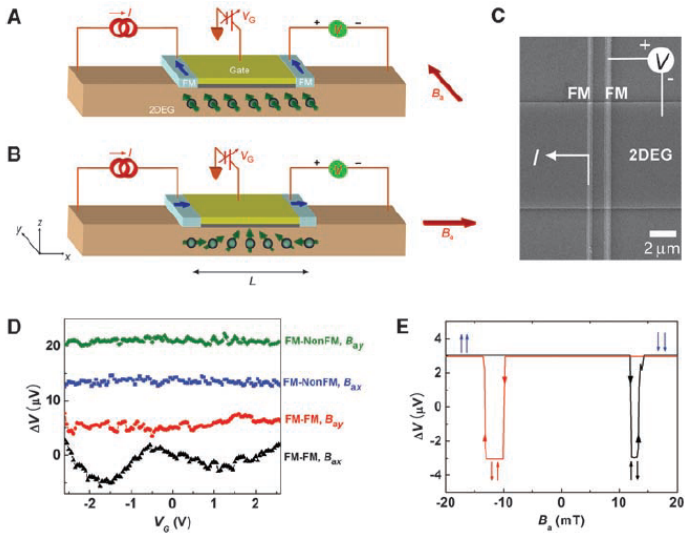 A
I
V_G
+ V −
Gate
FM
FM
2DEG
B_a
B
I
V_G
+ V −
B_a
y z x
L
C
+
V
-
FM FM
I
2DEG
2 μm
D
ΔV (μV)
20
10
0
-2 -1 0 1 2
V_G (V)
FM-NonFM, B_ay
FM-NonFM, B_ax
FM-FM, B_ay
FM-FM, B_ax
E
ΔV (μV)
4
2
0
-2
-4
-20 -10 0 10 20
B_a (mT)